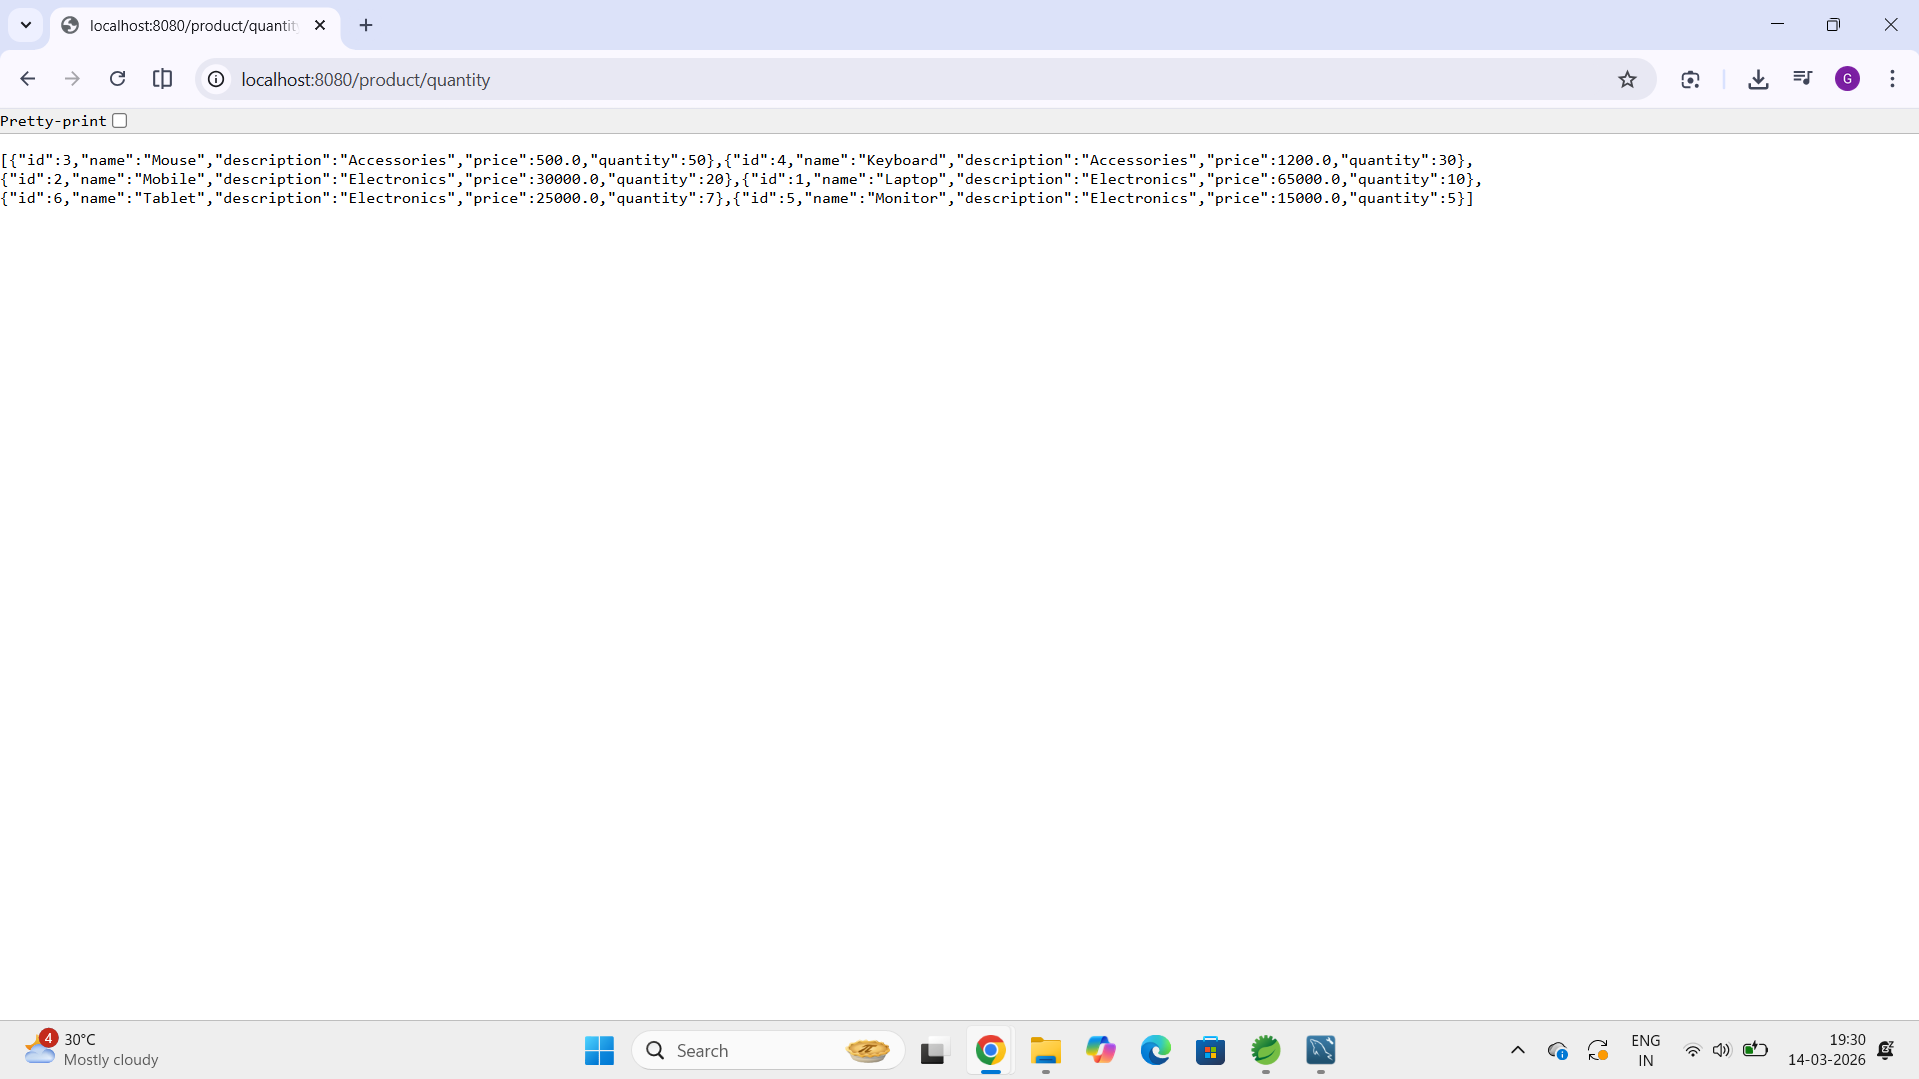 localhost:8080/product/quantit
localhost:8080/product/quantity
G
Pretty-print
[{"id":3,"name":"Mouse","description":"Accessories","price":500.0,"quantity":50},{"id":4,"name":"Keyboard","description":"Accessories","price":1200.0,"quantity":30},
{"id":2,"name":"Mobile","description":"Electronics","price":30000.0,"quantity":20},{"id":1,"name":"Laptop","description":"Electronics","price":65000.0,"quantity":10},
{"id":6,"name":"Tablet","description":"Electronics","price":25000.0,"quantity":7},{"id":5,"name":"Monitor","description":"Electronics","price":15000.0,"quantity":5}]
4
30°C
Mostly cloudy
Search
ENG
IN
19:30
14-03-2026